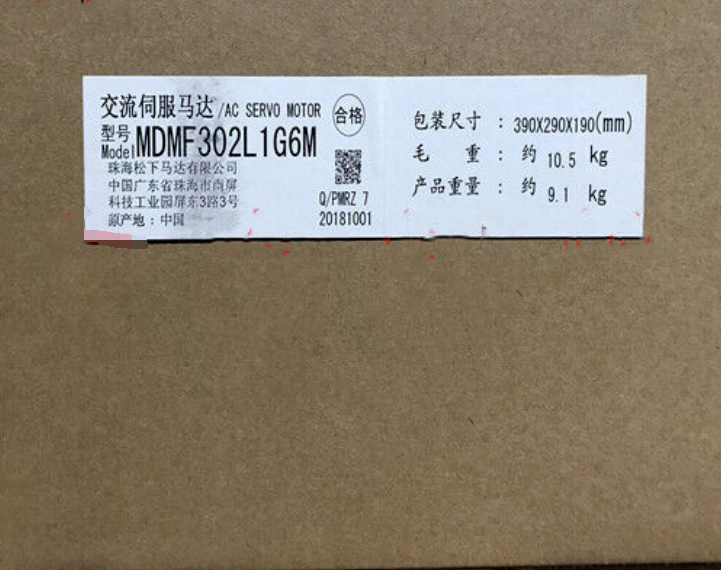 交流伺服马达/AC SERVO MOTOR
合格
型号
Model MDMF302L1G6M
珠海松下马达有限公司
中国广东省珠海市南屏
科技工业园屏东3路3号
原产地：中国
Q/PMRZ 7
20181001
包装尺寸 ：390X290X190(mm)
毛 重 ：约 10.5 kg
产品重量 ：约 9.1 kg